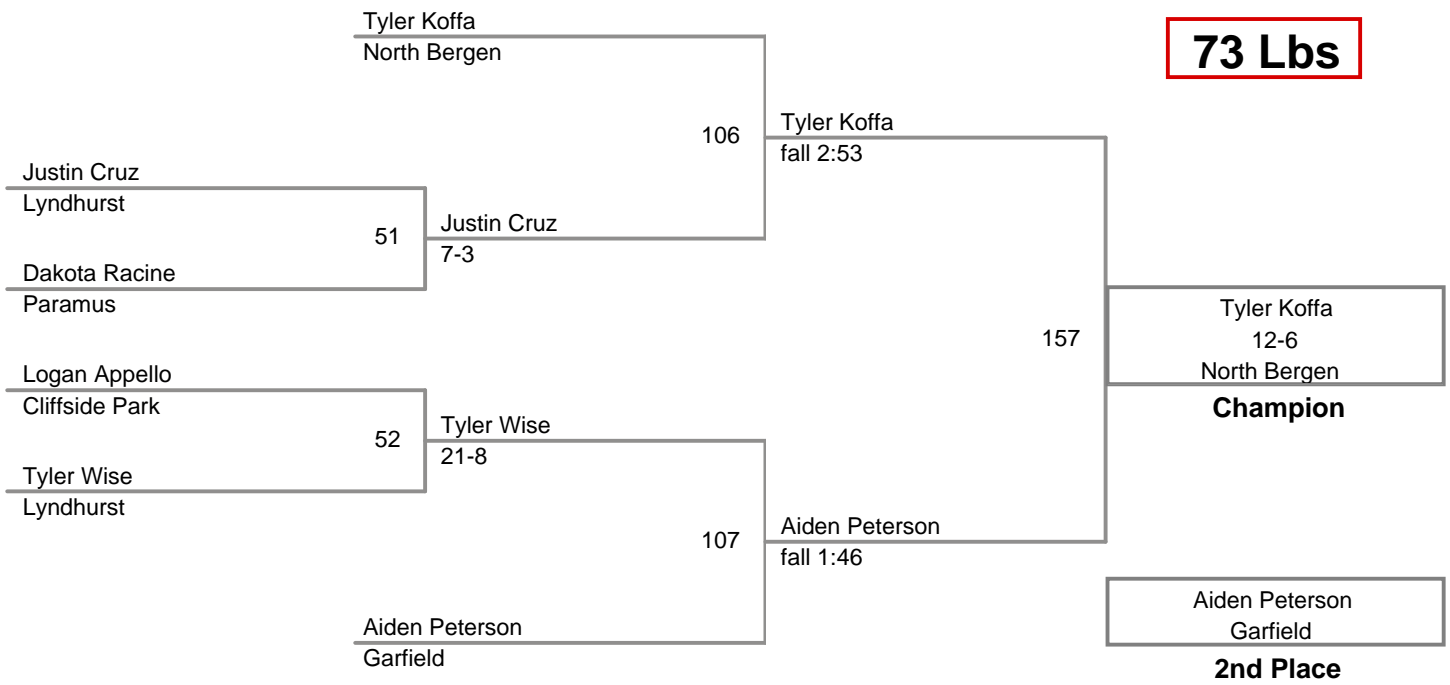 Tyler Koffa
North Bergen
73 Lbs
106
Tyler Koffa
fall 2:53
Justin Cruz
Lyndhurst
51
Justin Cruz
7-3
Dakota Racine
Paramus
157
Tyler Koffa
12-6
North Bergen
Champion
Logan Appello
Cliffside Park
52
Tyler Wise
21-8
Tyler Wise
Lyndhurst
107
Aiden Peterson
fall 1:46
Aiden Peterson
Garfield
Aiden Peterson
Garfield
2nd Place